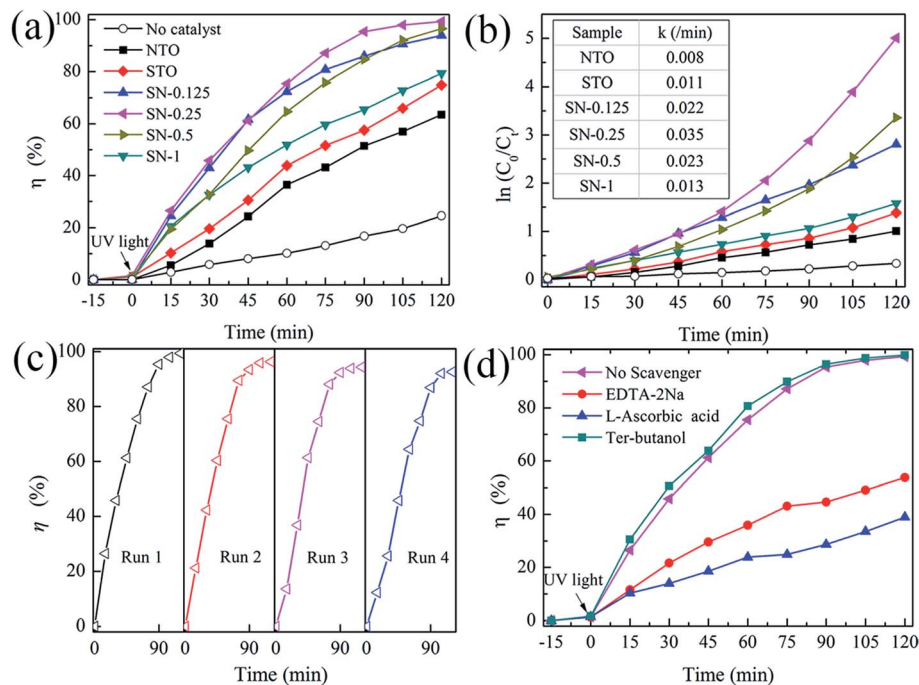 (a)
No catalyst
NTO
STO
SN-0.125
SN-0.25
SN-0.5
SN-1
UV light
η (%)
100
80
60
40
20
0
-15 0 15 30 45 60 75 90 105 120
Time (min)
(b)
Sample k (/min)
NTO 0.008
STO 0.011
SN-0.125 0.022
SN-0.25 0.035
SN-0.5 0.023
SN-1 0.013
ln (C0/Ct)
5
4
3
2
1
0
0 15 30 45 60 75 90 105 120
Time (min)
(c)
η (%)
100
80
60
40
20
0
Run 1 Run 2 Run 3 Run 4
0 90 0 90 0 90 0 90
Time (min)
(d)
No Scavenger
EDTA-2Na
L-Ascorbic acid
Ter-butanol
UV light
η (%)
100
80
60
40
20
0
-15 0 15 30 45 60 75 90 105 120
Time (min)